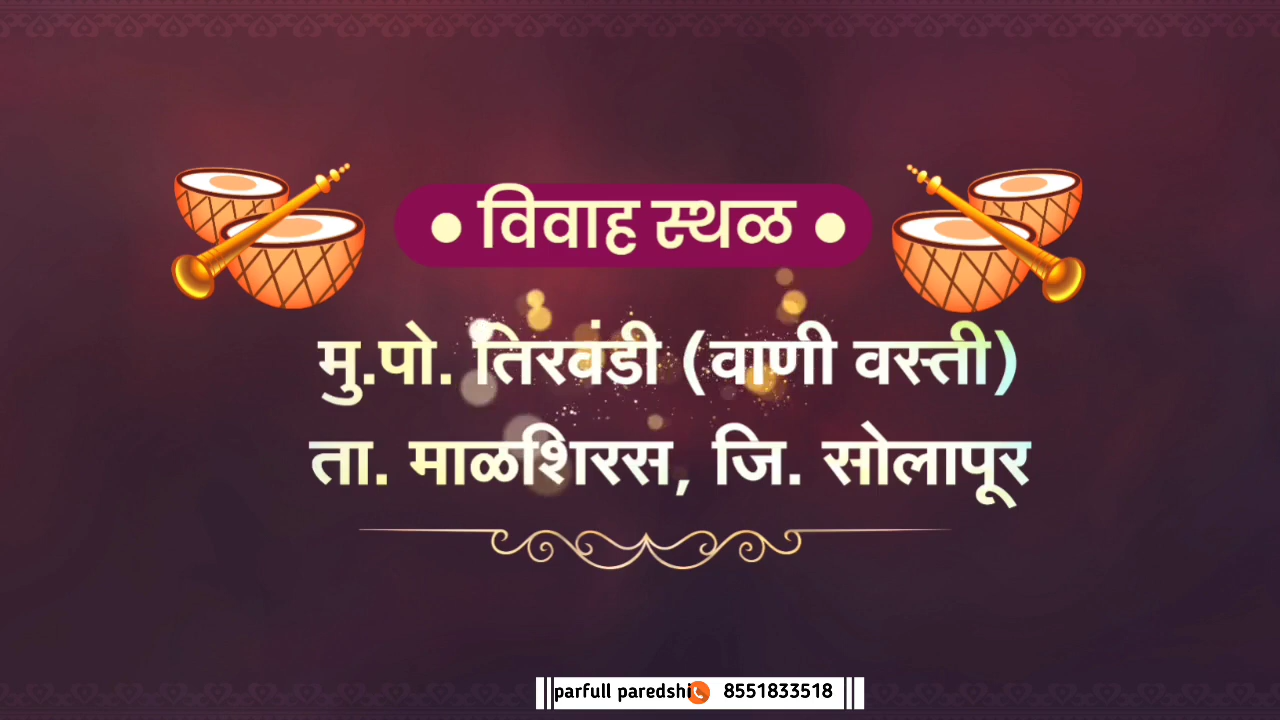 • विवाह स्थळ •
मु.पो. तिरवंडी (वाणी वस्ती)
ता. माळशिरस, जि. सोलापूर
parfull paredshi 8551833518